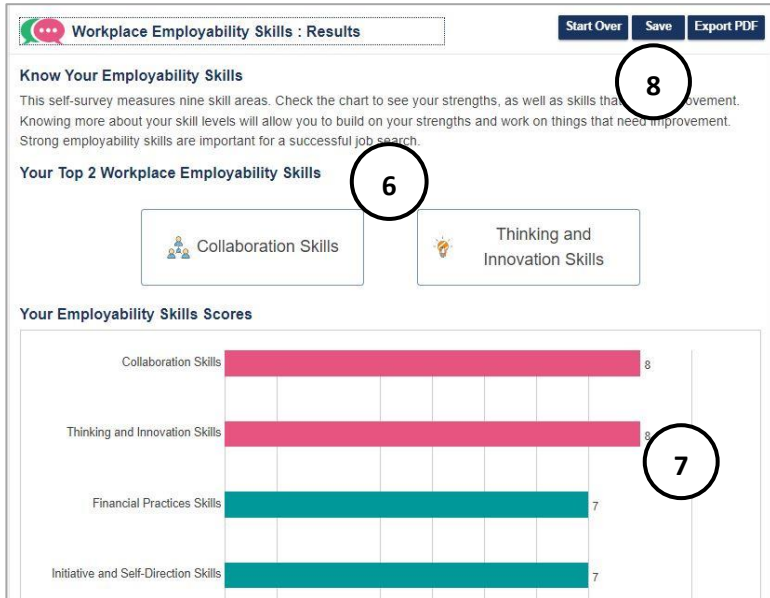 Workplace Employability Skills : Results
Start Over Save Export PDF
Know Your Employability Skills
8
This self-survey measures nine skill areas. Check the chart to see your strengths, as well as skills that vement.
Knowing more about your skill levels will allow you to build on your strengths and work on things that need improvement.
Strong employability skills are important for a successful job search.
Your Top 2 Workplace Employability Skills
6
Collaboration Skills
Thinking and
Innovation Skills
Your Employability Skills Scores
Collaboration Skills 8
Thinking and Innovation Skills 8
7
Financial Practices Skills 7
Initiative and Self-Direction Skills 7